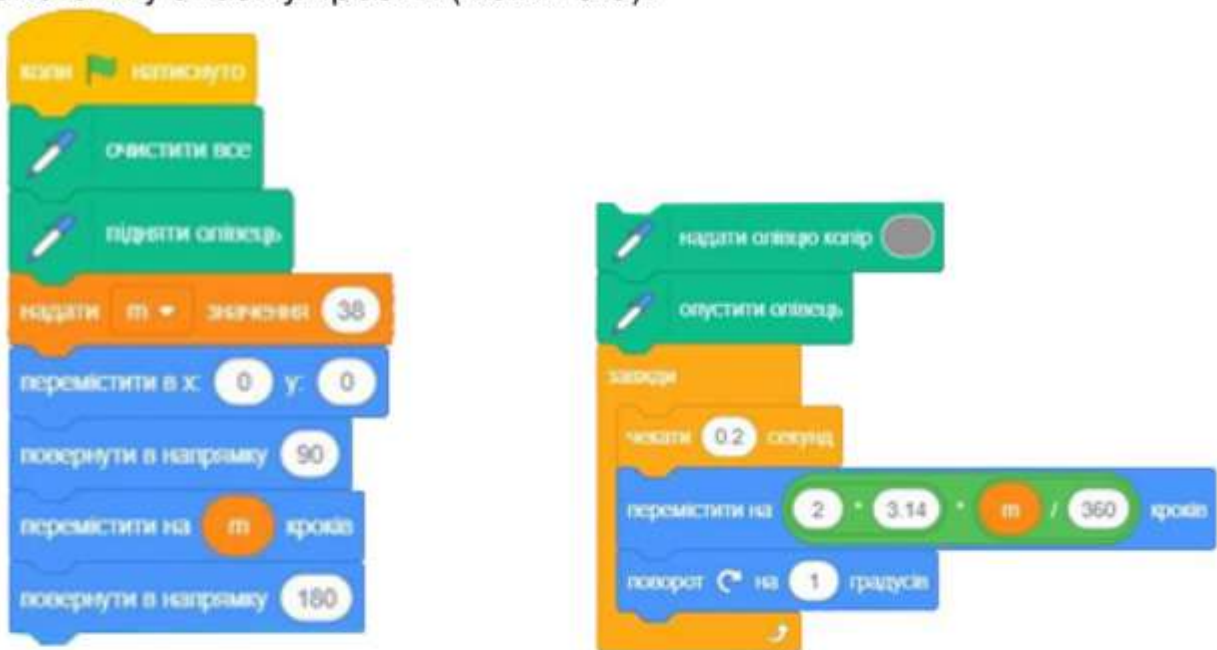 коли натиснуто
очистити все
підняти олівець
надати m значення 38
перемістити в x: 0 y: 0
повернути в напрямку 90
перемістити на m кроків
повернути в напрямку 180
надати олівцю колір
опустити олівець
завжди
чекати 0.2 секунд
перемістити на 2 * 3.14 * m / 360 кроків
поворот на 1 градусів